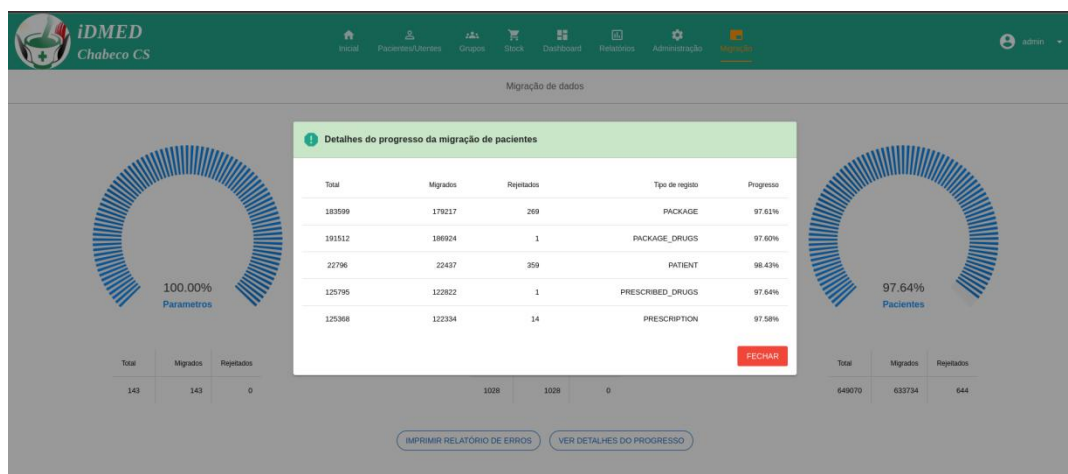 iDMED
Chabeco CS
Inicial Pacientes/Utentes Grupos Stock Dashboard Relatórios Administração Migração
admin
Migração de dados
Detalhes do progresso da migração de pacientes
Total Migrados Rejeitados Tipo de registo Progresso
183599 179217 269 PACKAGE 97.61%
191512 186924 1 PACKAGE_DRUGS 97.60%
22796 22437 359 PATIENT 98.43%
125795 122822 1 PRESCRIBED_DRUGS 97.64%
125368 122334 14 PRESCRIPTION 97.58%
FECHAR
100.00%
Parametros
97.64%
Pacientes
Total Migrados Rejeitados
143 143 0
1028 1028 0
Total Migrados Rejeitados
649070 633734 644
IMPRIMIR RELATÓRIO DE ERROS
VER DETALHES DO PROGRESSO